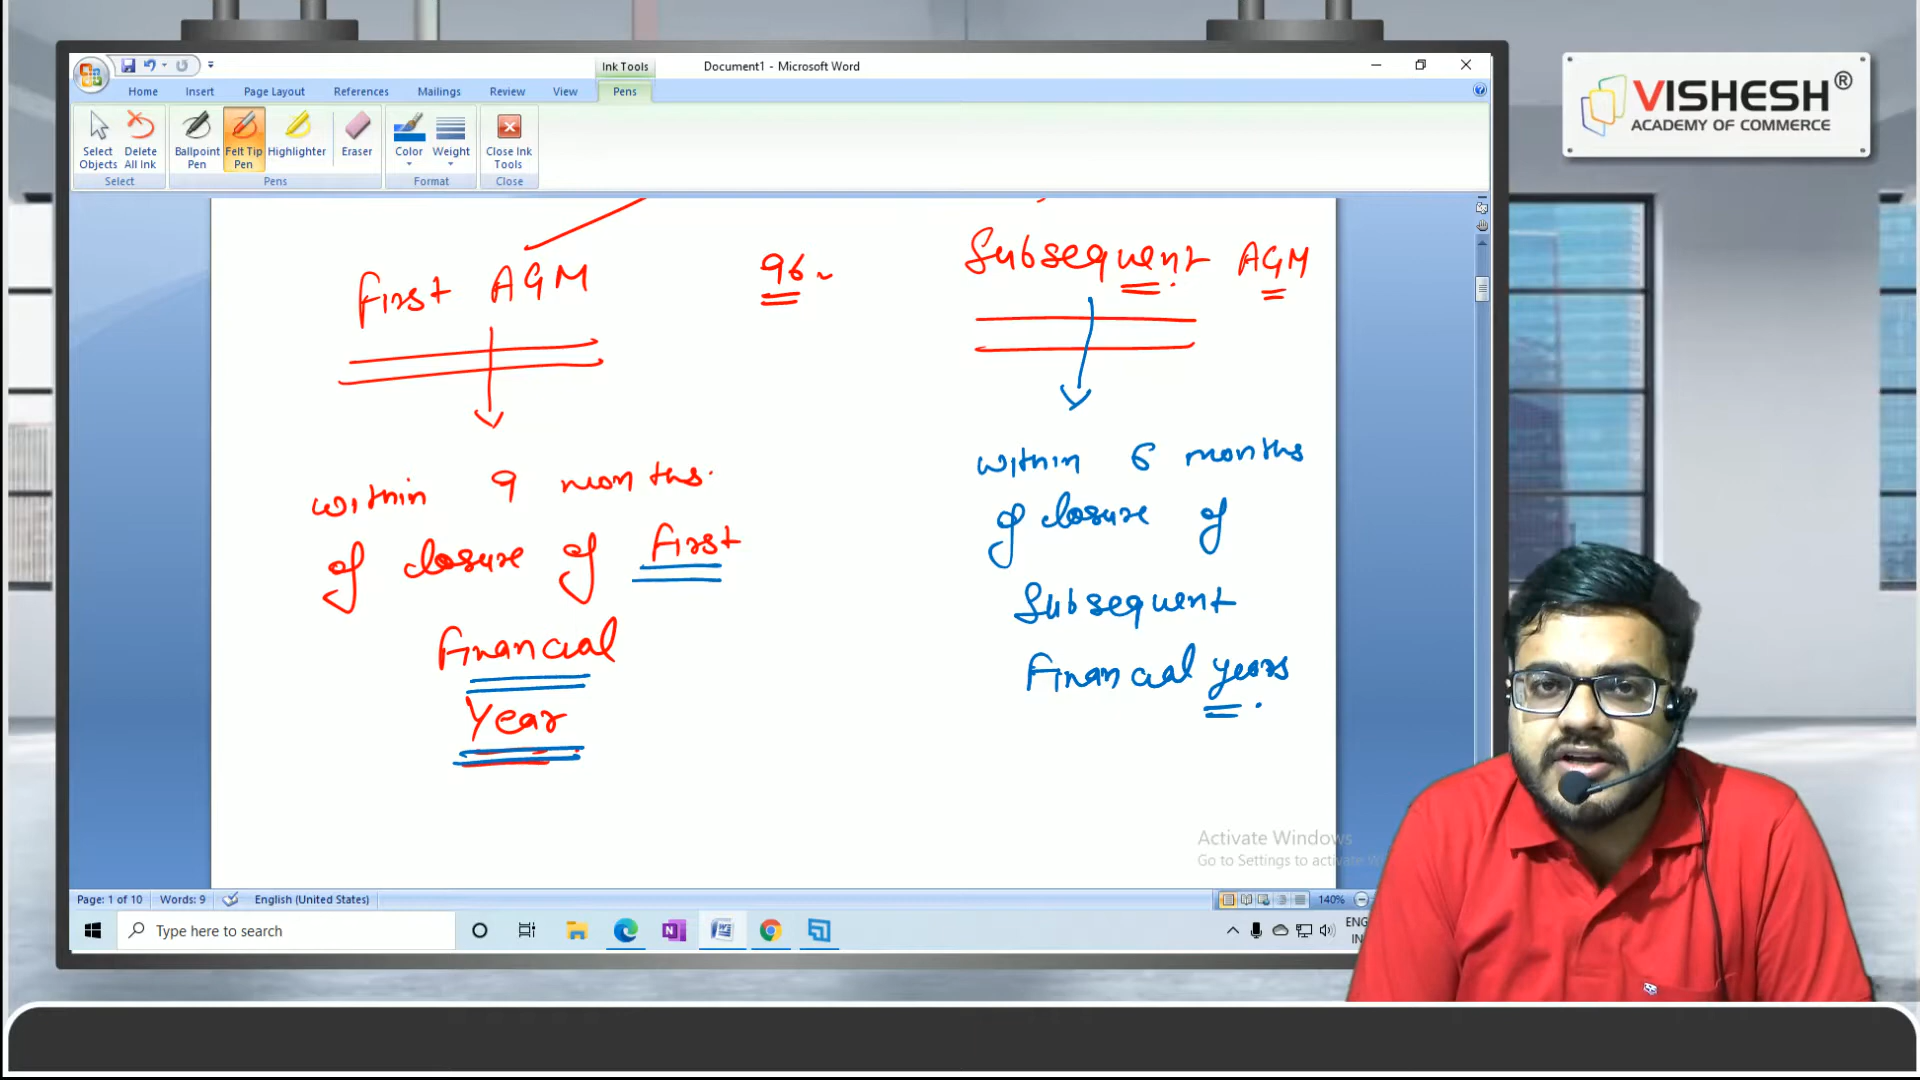 Ink Tools
Document1 - Microsoft Word
Home Insert Page Layout References Mailings Review View Pens
Select Objects
Delete All Ink
Ballpoint Pen
Felt Tip Pen
Highlighter
Eraser
Color
Weight
Close Ink Tools
Select
Pens
Format
Close
VISHESH®
ACADEMY OF COMMERCE
First AGM
96
Subsequent AGM
within 9 months.
of closure of First
Financial
Year
within 6 months
of closure of
Subsequent
Financial years.
Activate Windows
Go to Settings to activate W
Page: 1 of 10 Words: 9 English (United States) 140%
Type here to search
ENG
IN